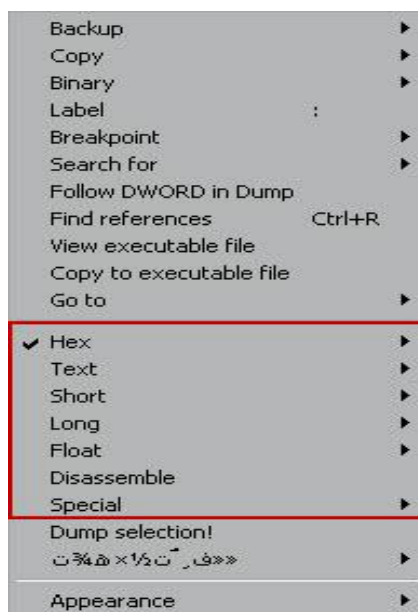 Backup
Copy
Binary
Label :
Breakpoint
Search for
Follow DWORD in Dump
Find references Ctrl+R
View executable file
Copy to executable file
Go to
Hex
Text
Short
Long
Float
Disassemble
Special
Dump selection!
Appearance